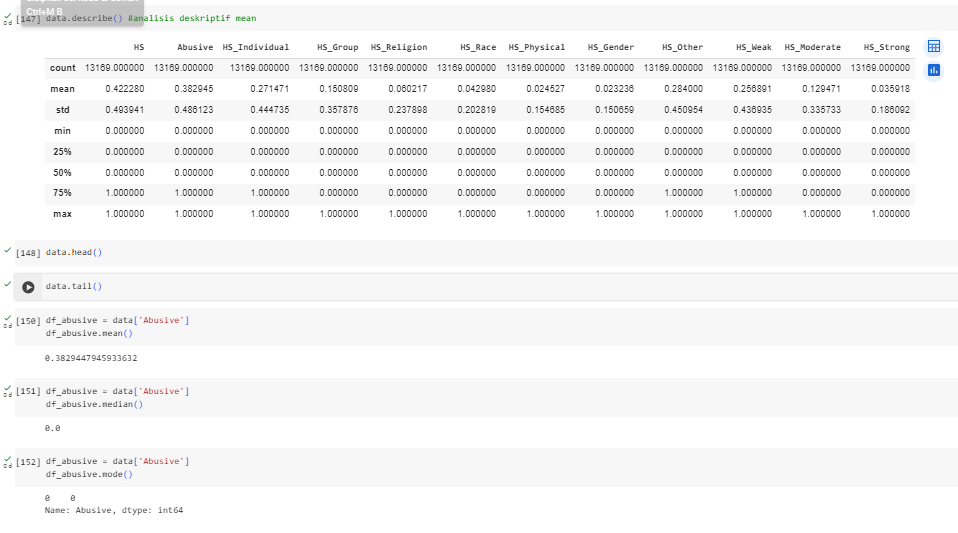 Ctrl+M B
[147] data.describe() #analisis deskriptif mean
HS Abusive HS_Individual HS_Group HS_Religion HS_Race HS_Physical HS_Gender HS_Other HS_Weak HS_Moderate HS_Strong
count 13169.000000 13169.000000 13169.000000 13169.000000 13169.000000 13169.000000 13169.000000 13169.000000 13169.000000 13169.000000 13169.000000 13169.000000
mean 0.422280 0.382945 0.271471 0.150809 0.060217 0.042980 0.024527 0.023236 0.284000 0.256891 0.129471 0.035918
std 0.493941 0.486123 0.444735 0.357876 0.237898 0.202819 0.154685 0.150659 0.450954 0.436935 0.335733 0.186092
min 0.000000 0.000000 0.000000 0.000000 0.000000 0.000000 0.000000 0.000000 0.000000 0.000000 0.000000 0.000000
25% 0.000000 0.000000 0.000000 0.000000 0.000000 0.000000 0.000000 0.000000 0.000000 0.000000 0.000000 0.000000
50% 0.000000 0.000000 0.000000 0.000000 0.000000 0.000000 0.000000 0.000000 0.000000 0.000000 0.000000 0.000000
75% 1.000000 1.000000 1.000000 0.000000 0.000000 0.000000 0.000000 0.000000 1.000000 1.000000 0.000000 0.000000
max 1.000000 1.000000 1.000000 1.000000 1.000000 1.000000 1.000000 1.000000 1.000000 1.000000 1.000000 1.000000
[148] data.head()
data.tail()
[150] df_abusive = data['Abusive']
0 d df_abusive.mean()
0.3829447945933632
[151] df_abusive = data['Abusive']
0 d df_abusive.median()
0.0
[152] df_abusive = data['Abusive']
0 d df_abusive.mode()
0 0
Name: Abusive, dtype: int64